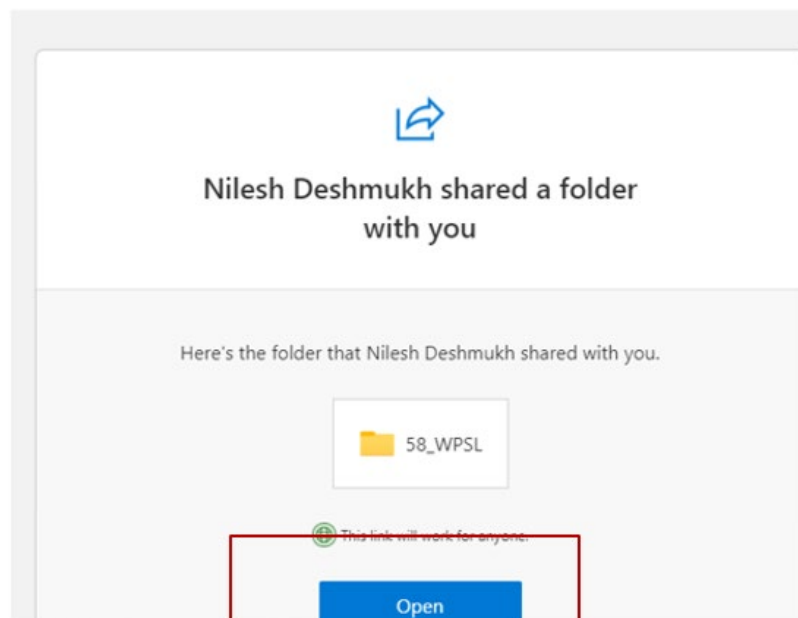 Nilesh Deshmukh shared a folder
with you
Here's the folder that Nilesh Deshmukh shared with you.
58_WPSL
This link will work for anyone.
Open